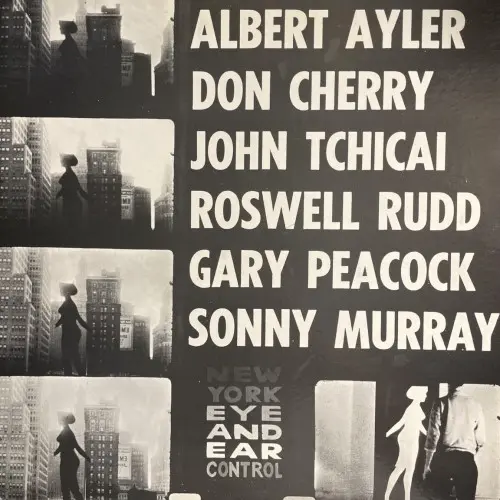 ALBERT AYLER
DON CHERRY
JOHN TCHICAI
ROSWELL RUDD
GARY PEACOCK
SONNY MURRAY
NEW
YORK
EYE
AND
EAR
CONTROL